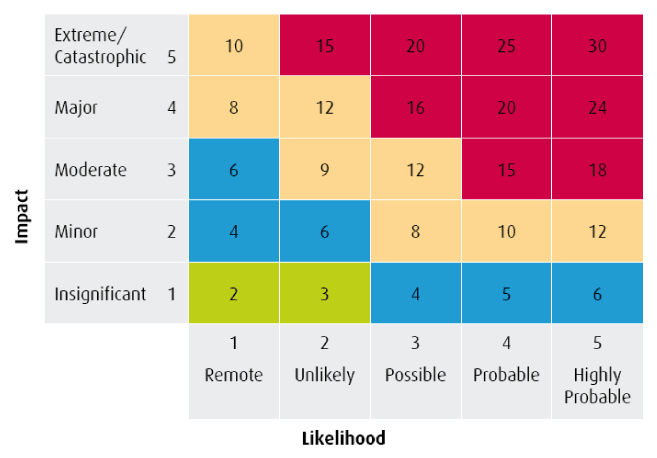 Extreme/
Catastrophic 5 10 15 20 25 30
Major 4 8 12 16 20 24
Moderate 3 6 9 12 15 18
Minor 2 4 6 8 10 12
Insignificant 1 2 3 4 5 6
Impact
1 2 3 4 5
Remote Unlikely Possible Probable Highly
Probable
Likelihood